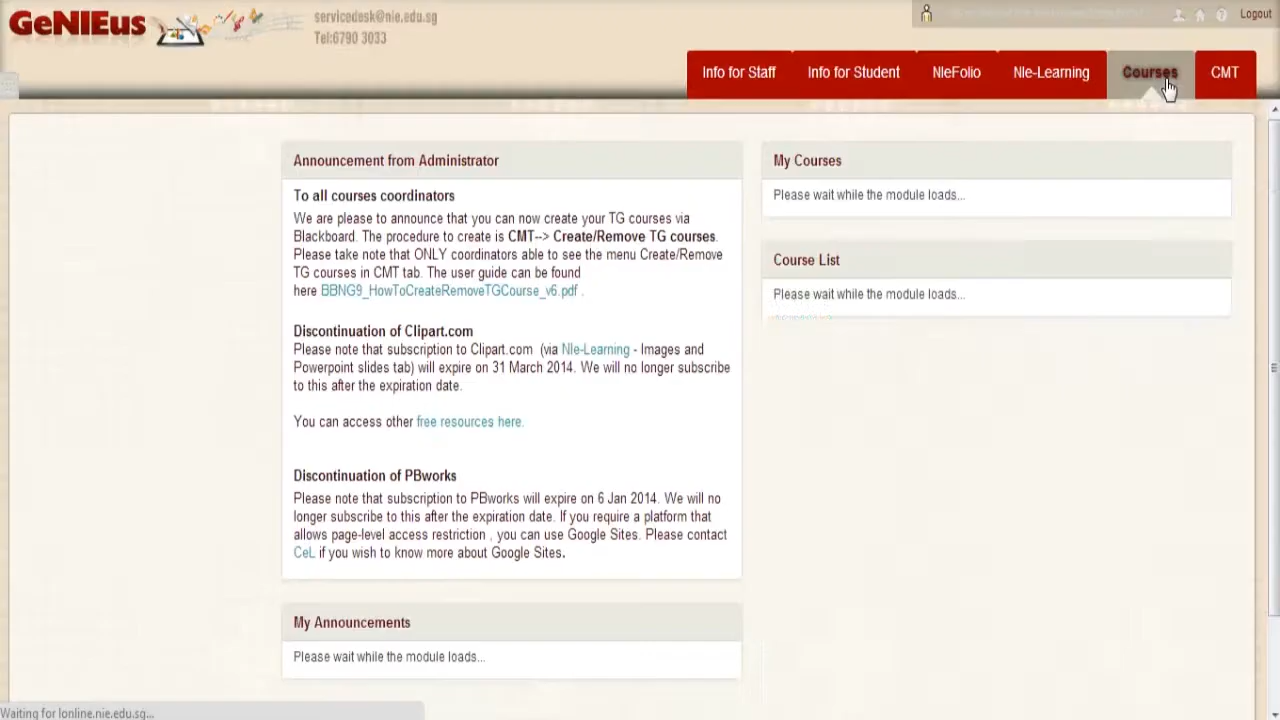 GeNIEus
servicedesk@nie.edu.sg
Tel:6790 3033
Logout
Info for Staff
Info for Student
NIeFolio
NIe-Learning
Courses
CMT
Announcement from Administrator
To all courses coordinators
We are please to announce that you can now create your TG courses via
Blackboard. The procedure to create is CMT--> Create/Remove TG courses.
Please take note that ONLY coordinators able to see the menu Create/Remove
TG courses in CMT tab. The user guide can be found
here BBNG9_HowToCreateRemoveTGCourse_v6.pdf .
Discontinuation of Clipart.com
Please note that subscription to Clipart.com (via NIe-Learning - Images and
Powerpoint slides tab) will expire on 31 March 2014. We will no longer subscribe
to this after the expiration date.
You can access other free resources here.
Discontinuation of PBworks
Please note that subscription to PBworks will expire on 6 Jan 2014. We will no
longer subscribe to this after the expiration date. If you require a platform that
allows page-level access restriction , you can use Google Sites. Please contact
CeL if you wish to know more about Google Sites.
My Announcements
Please wait while the module loads...
My Courses
Please wait while the module loads...
Course List
Please wait while the module loads...
Waiting for lonline.nie.edu.sg...